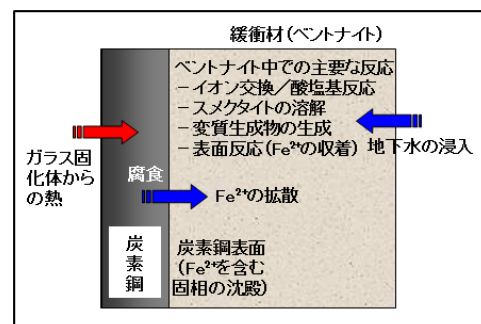 緩衝材(ベントナイト)
ベントナイト中での主要な反応
－イオン交換／酸塩基反応
－スメクタイトの溶解
－変質生成物の生成
－表面反応(Fe²⁺の収着)
地下水の浸入
ガラス固
化体から
の熱
腐食
Fe²⁺の拡散
炭
素
鋼
炭素鋼表面
(Fe²⁺を含む
固相の沈殿)